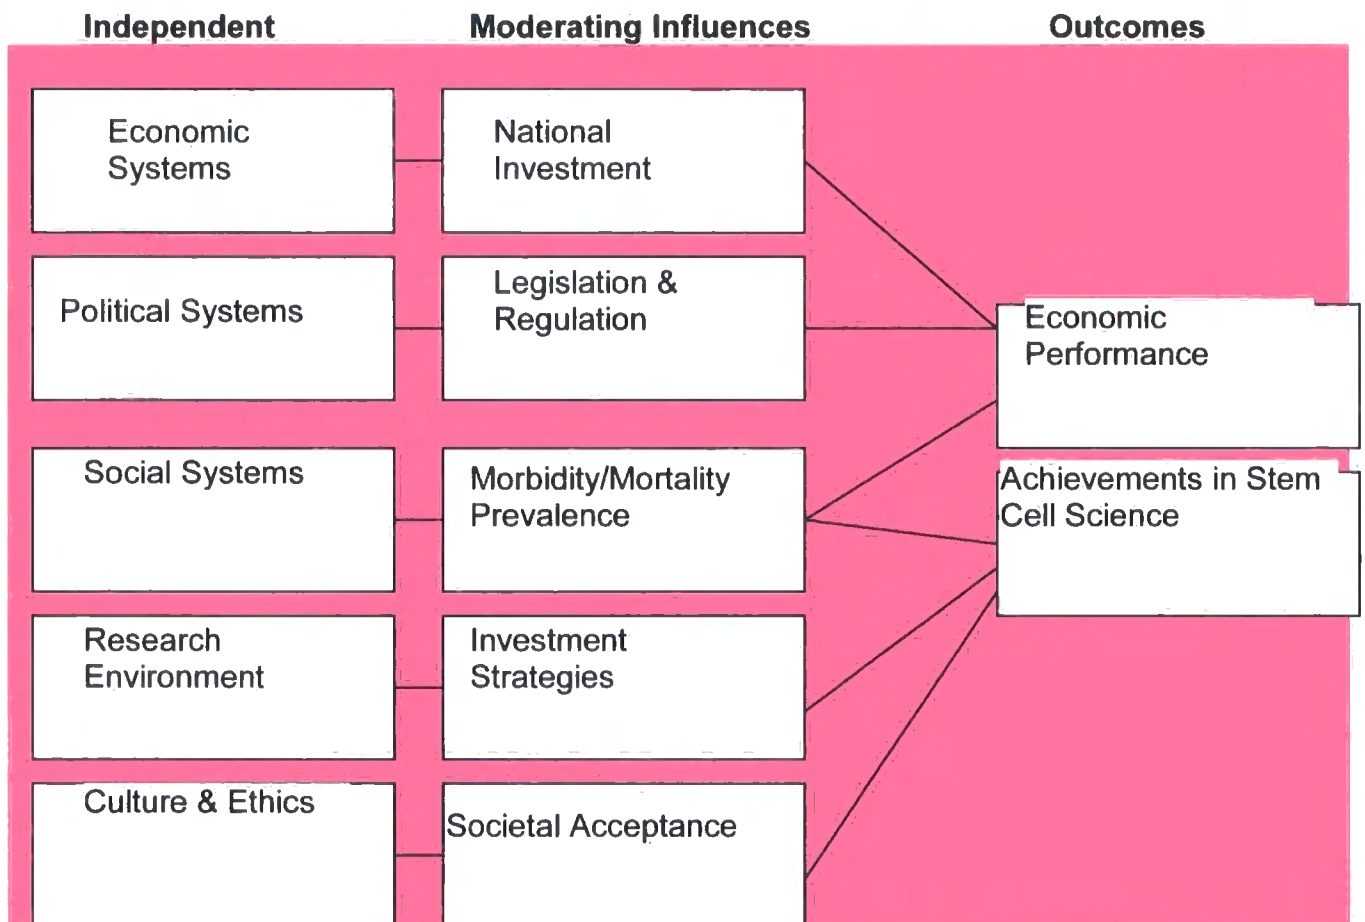 Independent
Moderating Influences
Outcomes
Economic
Systems
National
Investment
Political Systems
Legislation &
Regulation
Economic
Performance
Social Systems
Morbidity/Mortality
Prevalence
Achievements in Stem
Cell Science
Research
Environment
Investment
Strategies
Culture & Ethics
Societal Acceptance